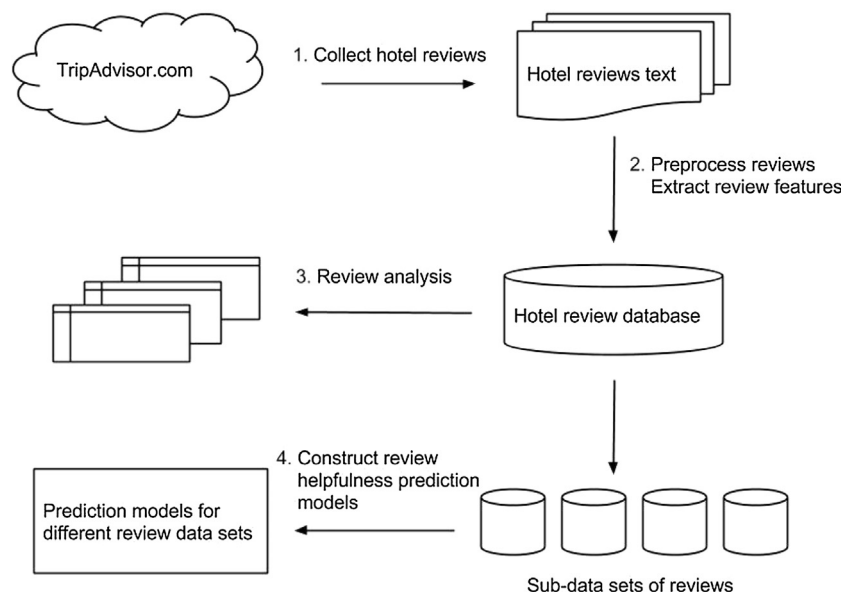 TripAdvisor.com
1. Collect hotel reviews
Hotel reviews text
2. Preprocess reviews
Extract review features
3. Review analysis
Hotel review database
4. Construct review
helpfulness prediction
models
Prediction models for
different review data sets
Sub-data sets of reviews